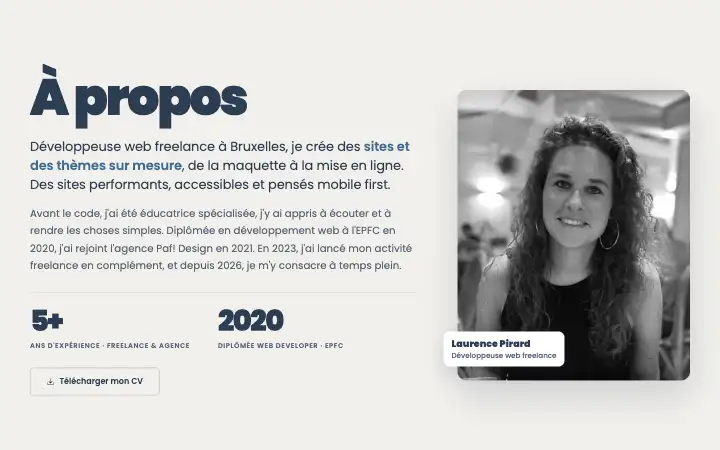 À propos
Développeuse web freelance à Bruxelles, je crée des sites et
des thèmes sur mesure, de la maquette à la mise en ligne.
Des sites performants, accessibles et pensés mobile first.
Avant le code, j'ai été éducatrice spécialisée, j'y ai appris à écouter et à
rendre les choses simples. Diplômée en développement web à l'EPFC en
2020, j'ai rejoint l'agence Paf! Design en 2021. En 2023, j'ai lancé mon activité
freelance en complément, et depuis 2026, je m'y consacre à temps plein.
5+
ANS D'EXPÉRIENCE · FREELANCE & AGENCE
2020
DIPLÔMÉE WEB DEVELOPER · EPFC
Télécharger mon CV
Laurence Pirard
Développeuse web freelance